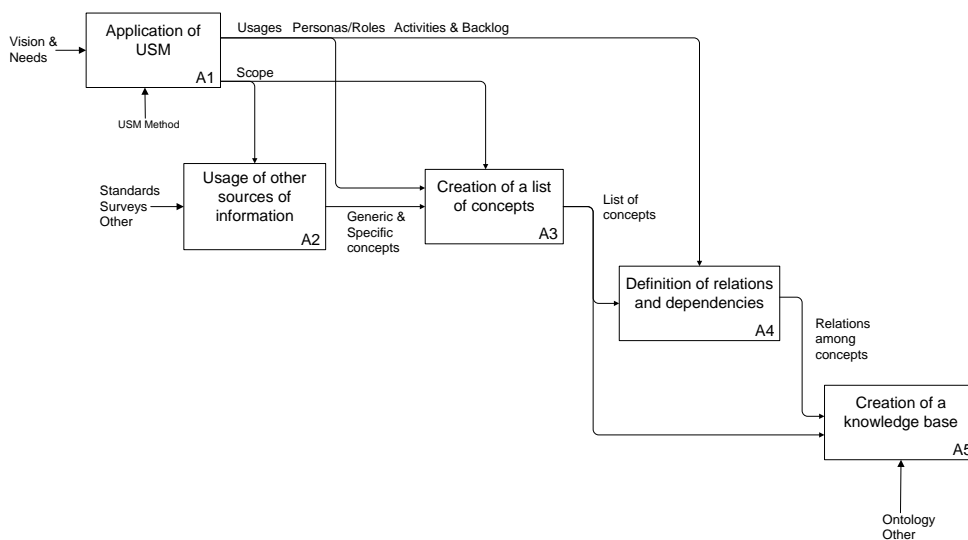 Application of
USM
A1
Usages Personas/Roles Activities & Backlog
Vision &
Needs
Scope
USM Method
Usage of other
sources of
information
A2
Standards
Surveys
Other
Generic &
Specific
concepts
Creation of a list
of concepts
A3
List of
concepts
Definition of relations
and dependencies
A4
Relations
among
concepts
Creation of a
knowledge base
A5
Ontology
Other